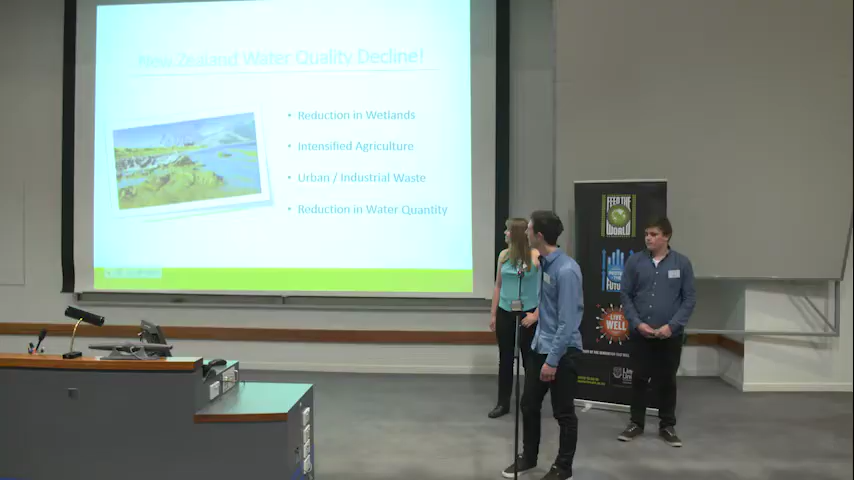 New Zealand Water Quality Decline!
• Reduction in Wetlands
• Intensified Agriculture
• Urban / Industrial Waste
• Reduction in Water Quantity
FEED THE
WORLD
LIVE
WELL